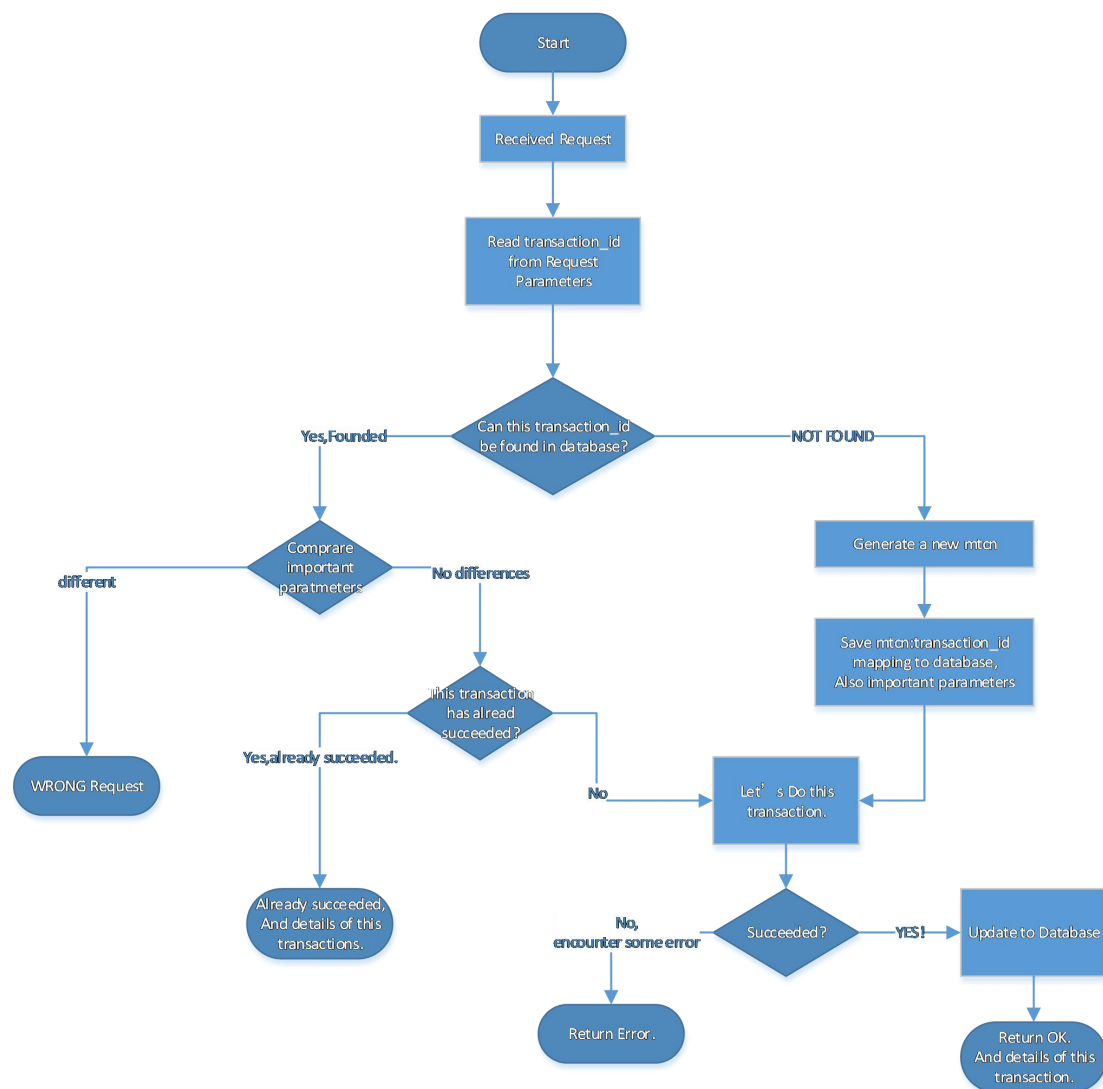 Start
Received Request
Read transaction_id
from Request
Parameters
Can this transaction_id
be found in database?
Yes,Founded
NOT FOUND
Comprare
important
paratmeters
Generate a new mtcn
different
No differences
Save mtcn:transaction_id
mapping to database,
Also important parameters
This transaction
has alread
succeeded?
Yes,already succeeded.
WRONG Request
No
Let’s Do this
transaction.
Already succeeded,
And details of this
transactions.
No,
encounter some error
Succeeded?
YES!
Update to Database
Return Error.
Return OK.
And details of this
transaction.